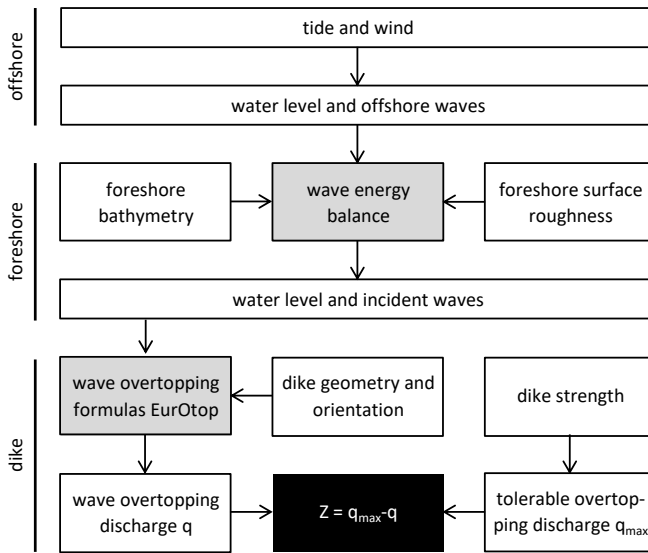 offshore
tide and wind
water level and offshore waves
foreshore
foreshore
bathymetry
wave energy
balance
foreshore surface
roughness
water level and incident waves
dike
wave overtopping
formulas EurOtop
dike geometry and
orientation
dike strength
wave overtopping
discharge q
Z = qmax-q
tolerable overtop-
ping discharge qmax